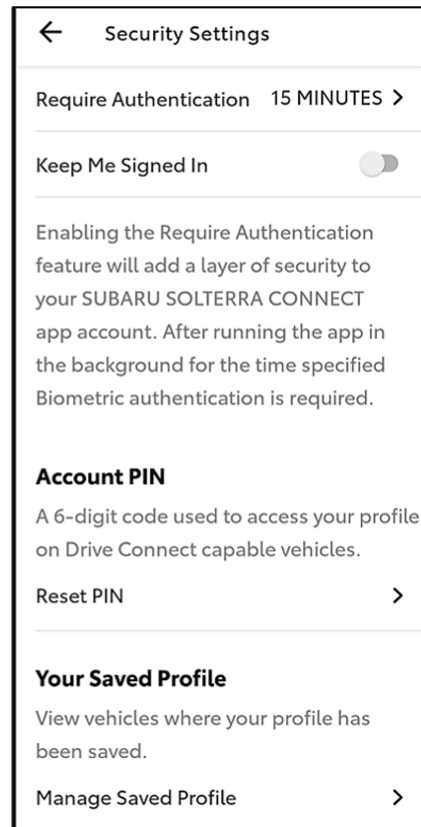 Security Settings
Require Authentication 15 MINUTES
Keep Me Signed In
Enabling the Require Authentication
feature will add a layer of security to
your SUBARU SOLTERRA CONNECT
app account. After running the app in
the background for the time specified
Biometric authentication is required.
Account PIN
A 6-digit code used to access your profile
on Drive Connect capable vehicles.
Reset PIN
Your Saved Profile
View vehicles where your profile has
been saved.
Manage Saved Profile